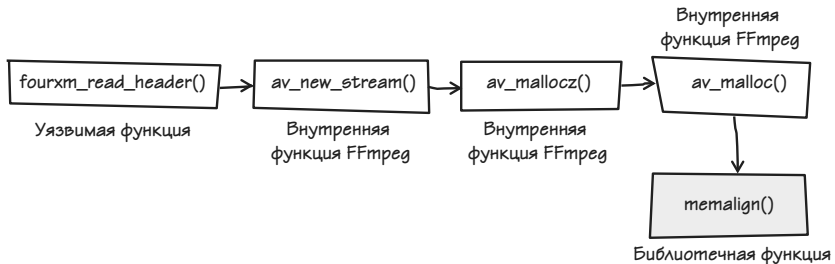 Внутренняя
функция FFmpeg
fourxm_read_header()
av_new_stream()
av_mallocz()
av_malloc()
Уязвимая функция
Внутренняя
функция FFmpeg
Внутренняя
функция FFmpeg
memalign()
Библиотечная функция